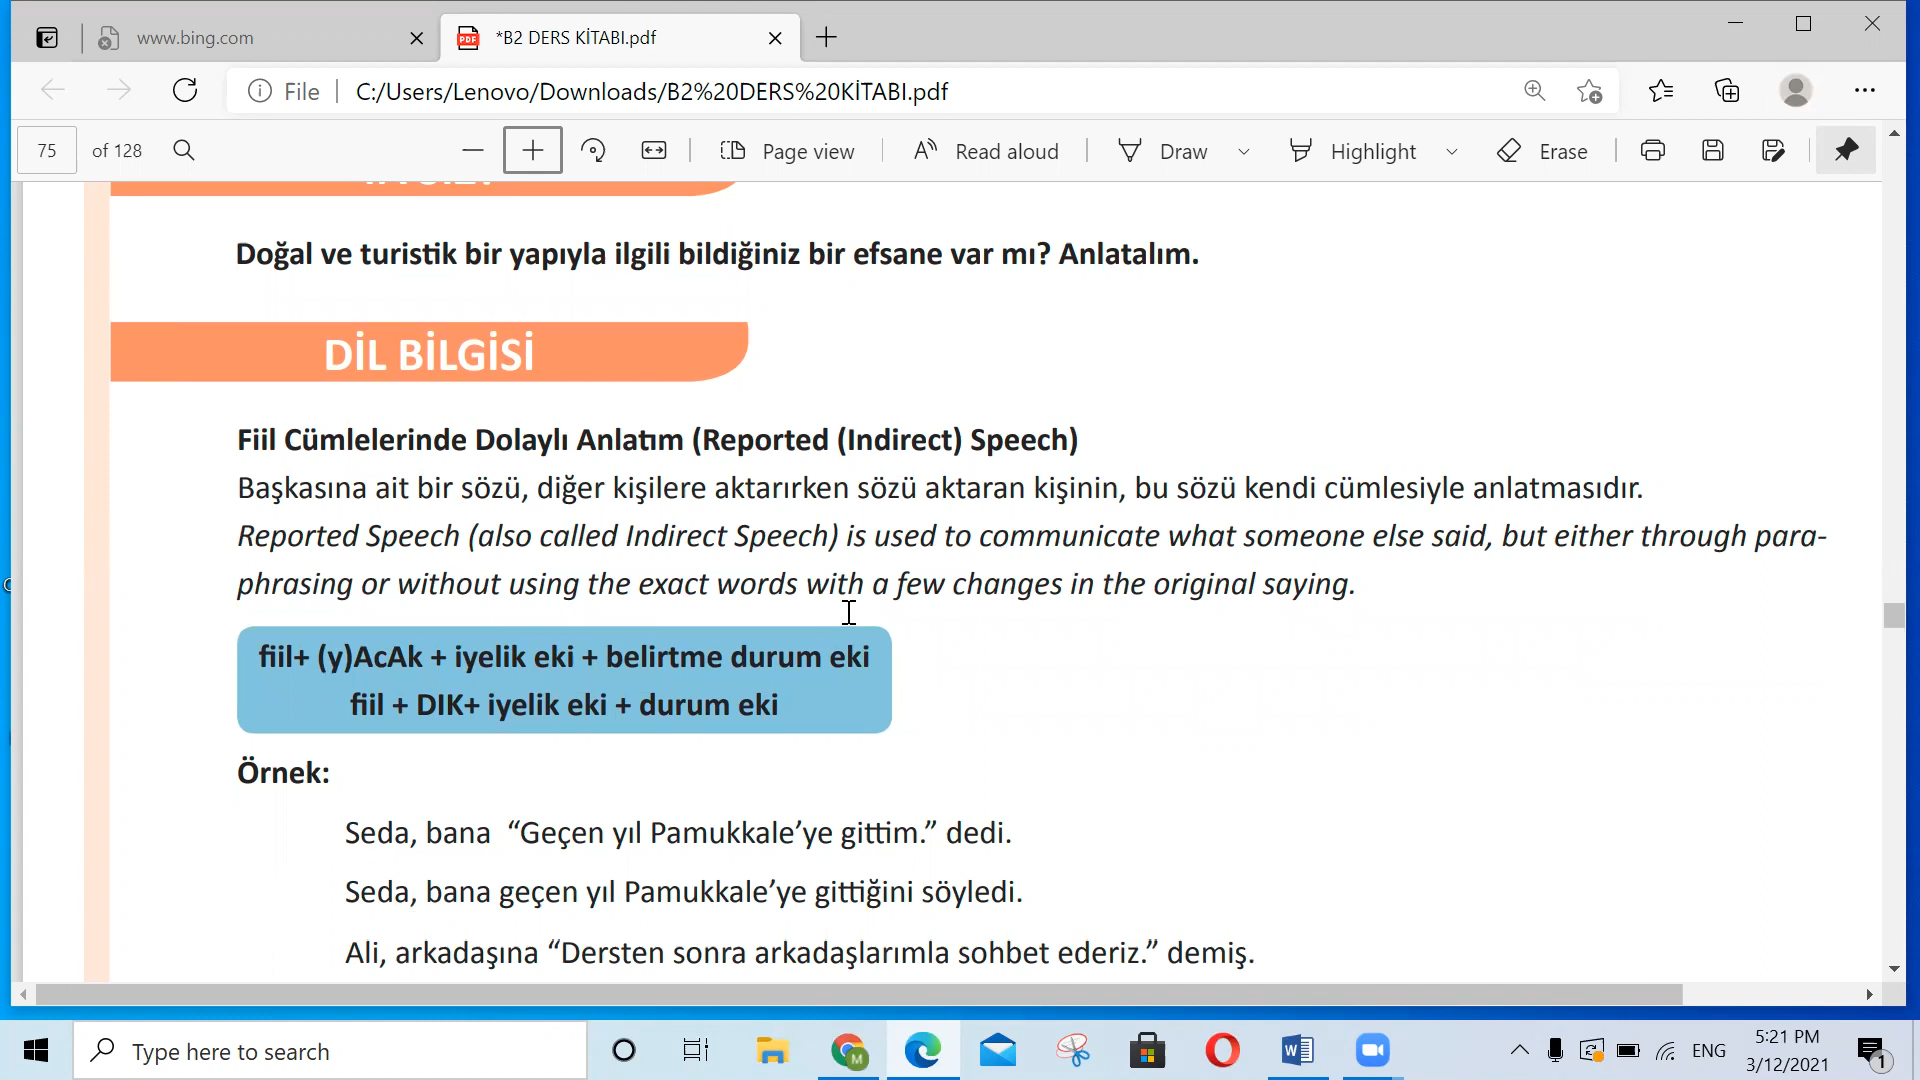 www.bing.com
*B2 DERS KİTABI.pdf
File
C:/Users/Lenovo/Downloads/B2%20DERS%20KİTABI.pdf
75 of 128
Page view
Read aloud
Draw
Highlight
Erase
Doğal ve turistik bir yapıyla ilgili bildiğiniz bir efsane var mı? Anlatalım.
DİL BİLGİSİ
Fiil Cümlelerinde Dolaylı Anlatım (Reported (Indirect) Speech)
Başkasına ait bir sözü, diğer kişilere aktarırken sözü aktaran kişinin, bu sözü kendi cümlesiyle anlatmasıdır.
Reported Speech (also called Indirect Speech) is used to communicate what someone else said, but either through para-
phrasing or without using the exact words with a few changes in the original saying.
fiil+ (y)AcAk + iyelik eki + belirtme durum eki
fiil + DIK+ iyelik eki + durum eki
Örnek:
Seda, bana “Geçen yıl Pamukkale’ye gittim.” dedi.
Seda, bana geçen yıl Pamukkale’ye gittiğini söyledi.
Ali, arkadaşına “Dersten sonra arkadaşlarımla sohbet ederiz.” demiş.
Type here to search
ENG
5:21 PM
3/12/2021
1